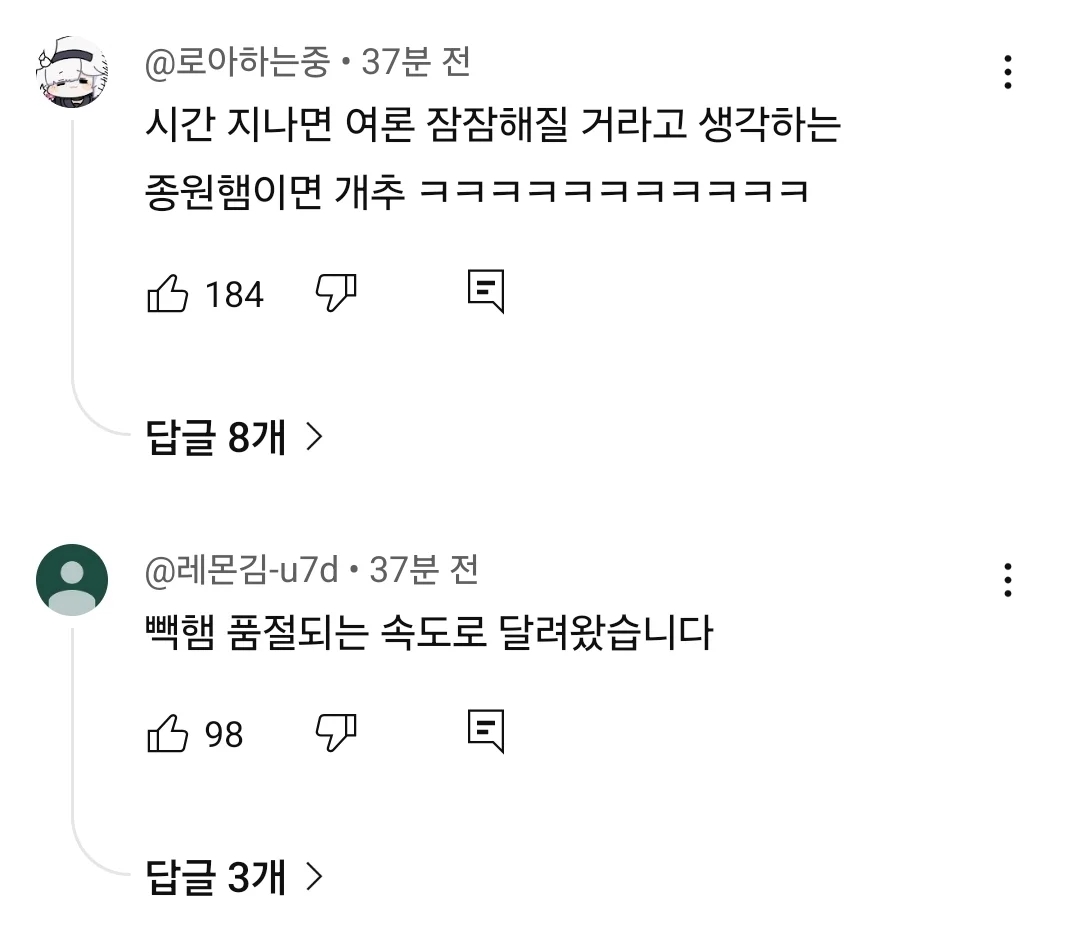 @로아하는중 • 37분 전
시간 지나면 여론 잠잠해질 거라고 생각하는
종원햄이면 개추 ㅋㅋㅋㅋㅋㅋㅋㅋㅋㅋㅋ
184
답글 8개
@레몬김-u7d • 37분 전
빽햄 품절되는 속도로 달려왔습니다
98
답글 3개